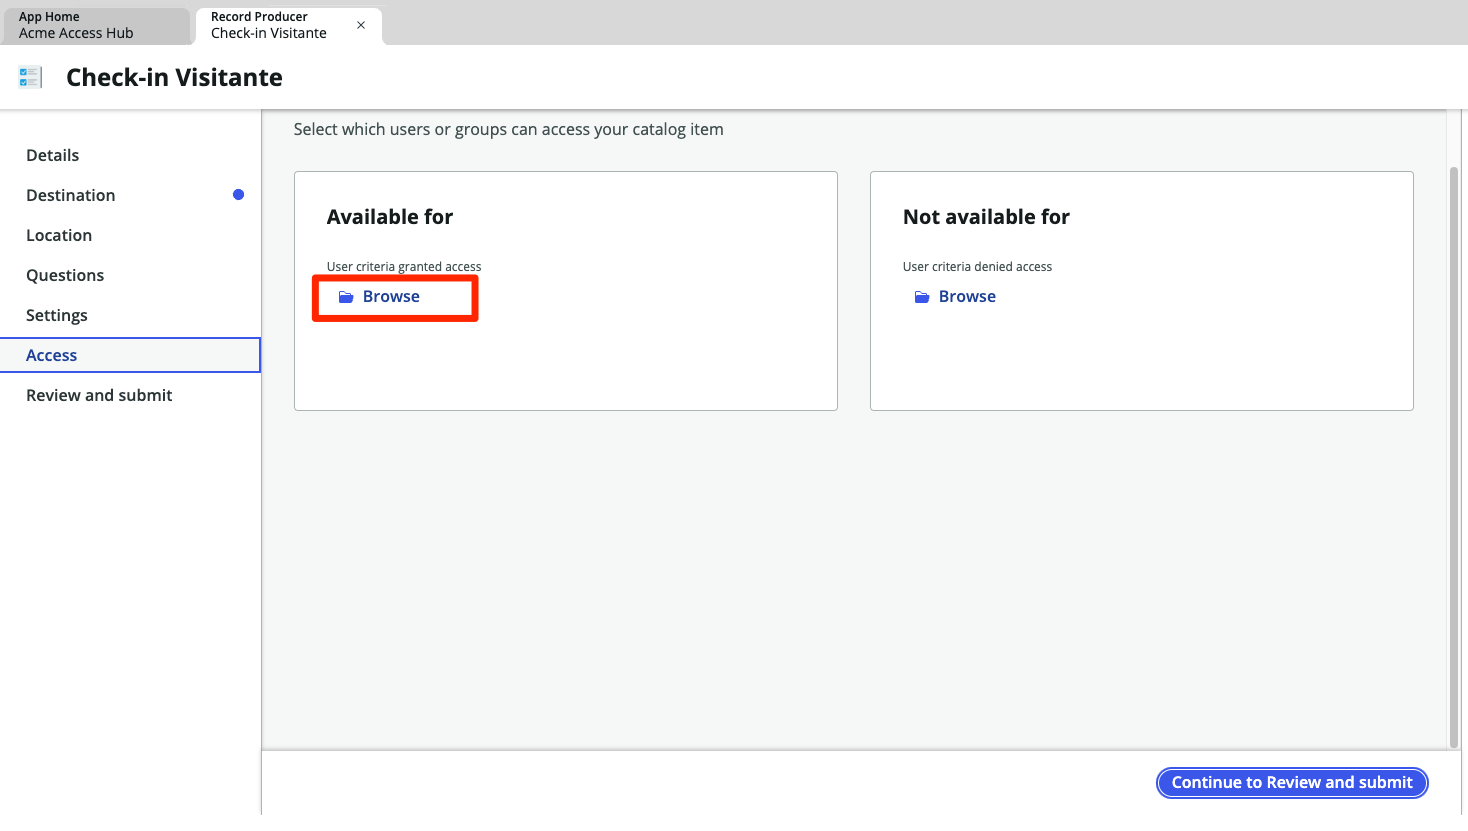 App Home
Acme Access Hub
Record Producer
Check-in Visitante
Check-in Visitante
Details
Destination
Location
Questions
Settings
Access
Review and submit
Select which users or groups can access your catalog item
Available for
User criteria granted access
Browse
Not available for
User criteria denied access
Browse
Continue to Review and submit